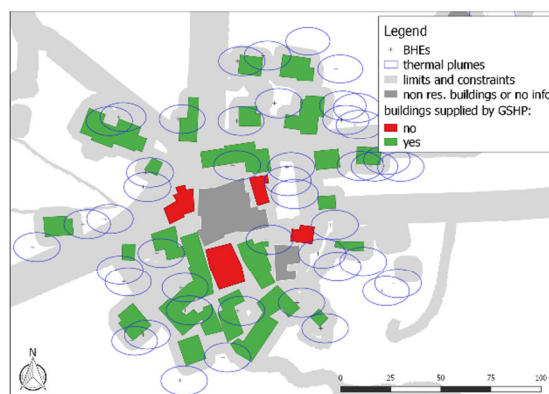 Legend
BHEs
thermal plumes
limits and constraints
non res. buildings or no info
buildings supplied by GSHP:
no
yes
N
0 25 50 75 100